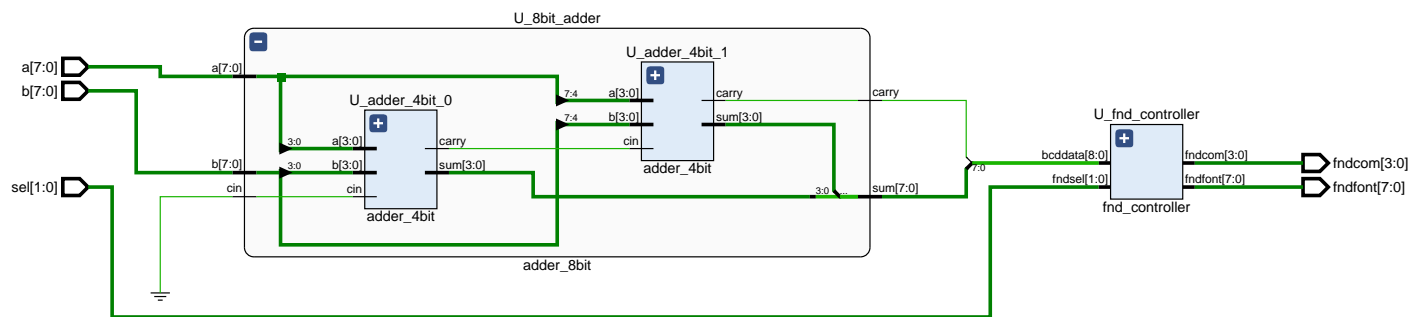 U_8bit_adder
U_adder_4bit_1
a[7:0]
a[7:0]
b[7:0]
7:4
a[3:0]
carry
carry
U_adder_4bit_0
7:4
b[3:0]
sum[3:0]
U_fnd_controller
3:0
a[3:0]
carry
cin
adder_4bit
b[7:0]
3:0
b[3:0]
sum[3:0]
7:0
bcddata[8:0]
fndcom[3:0]
fndcom[3:0]
sel[1:0]
cin
cin
3:0
...
sum[7:0]
fndsel[1:0]
fndfont[7:0]
fndfont[7:0]
adder_4bit
fnd_controller
adder_8bit